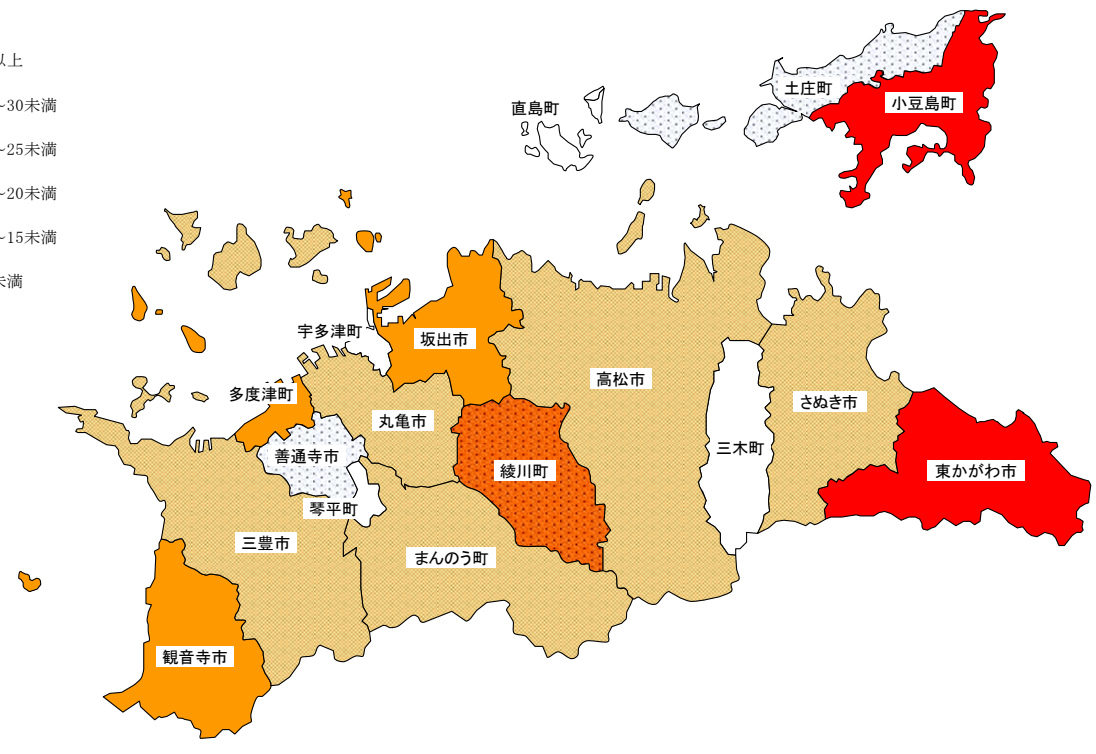 以上
~30未満
~25未満
~20未満
~15未満
未満
土庄町
小豆島町
直島町
宇多津町
坂出市
高松市
多度津町
丸亀市
さぬき市
善通寺市
綾川町
三木町
東かがわ市
琴平町
三豊市
まんのう町
観音寺市